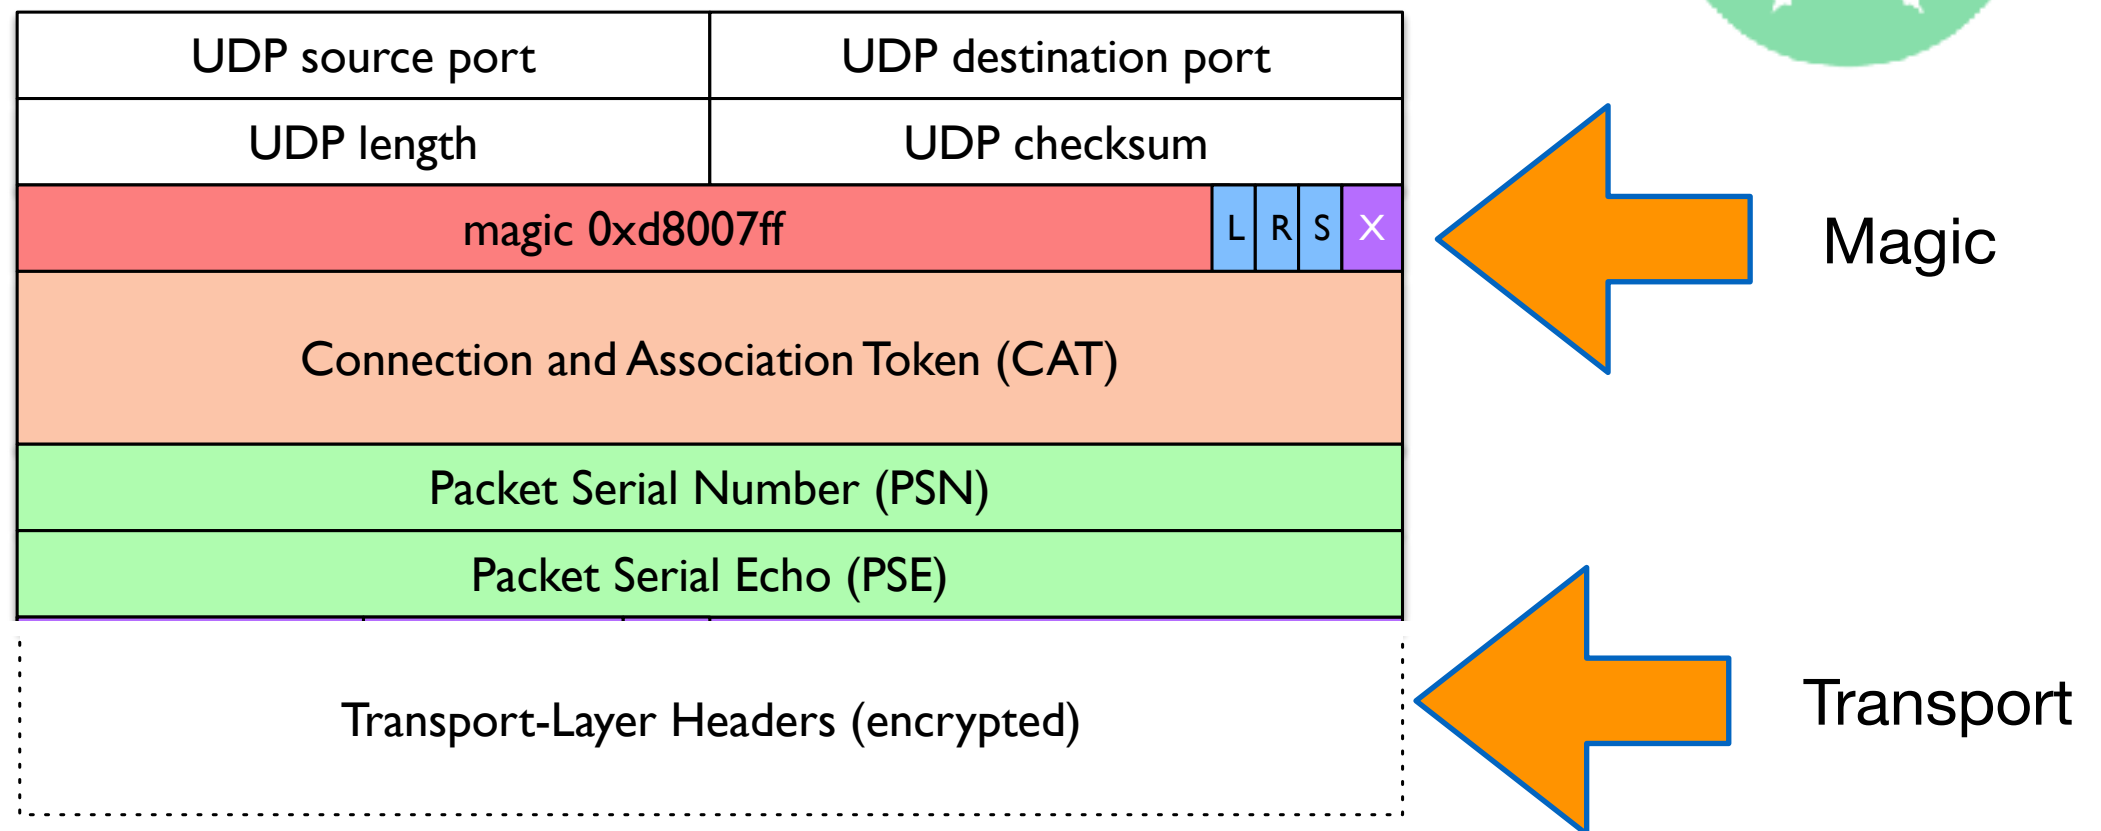 UDP source port UDP destination port
UDP length UDP checksum
magic 0xd8007ff L R S X
Magic
Connection and Association Token (CAT)
Packet Serial Number (PSN)
Packet Serial Echo (PSE)
Transport-Layer Headers (encrypted)
Transport